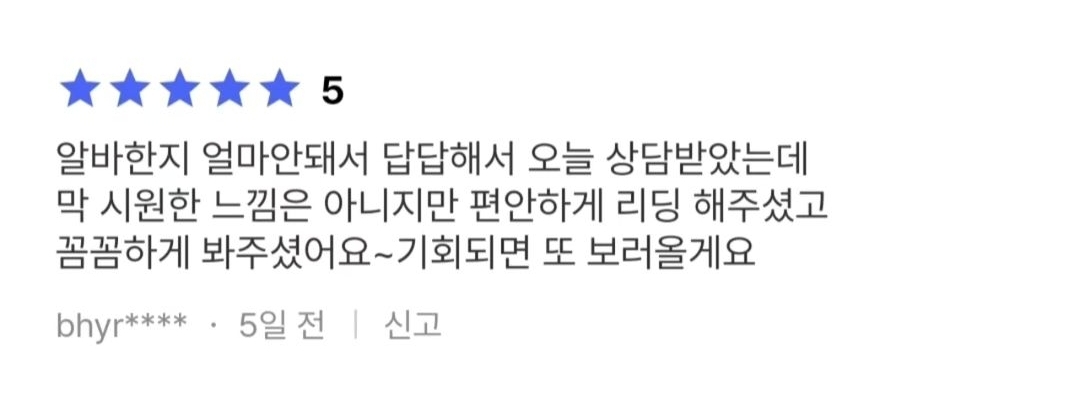 ★★★★★ 5
알바한지 얼마안돼서 답답해서 오늘 상담받았는데
막 시원한 느낌은 아니지만 편안하게 리딩 해주셨고
꼼꼼하게 봐주셨어요~기회되면 또 보러올게요
bhyr**** · 5일 전 | 신고